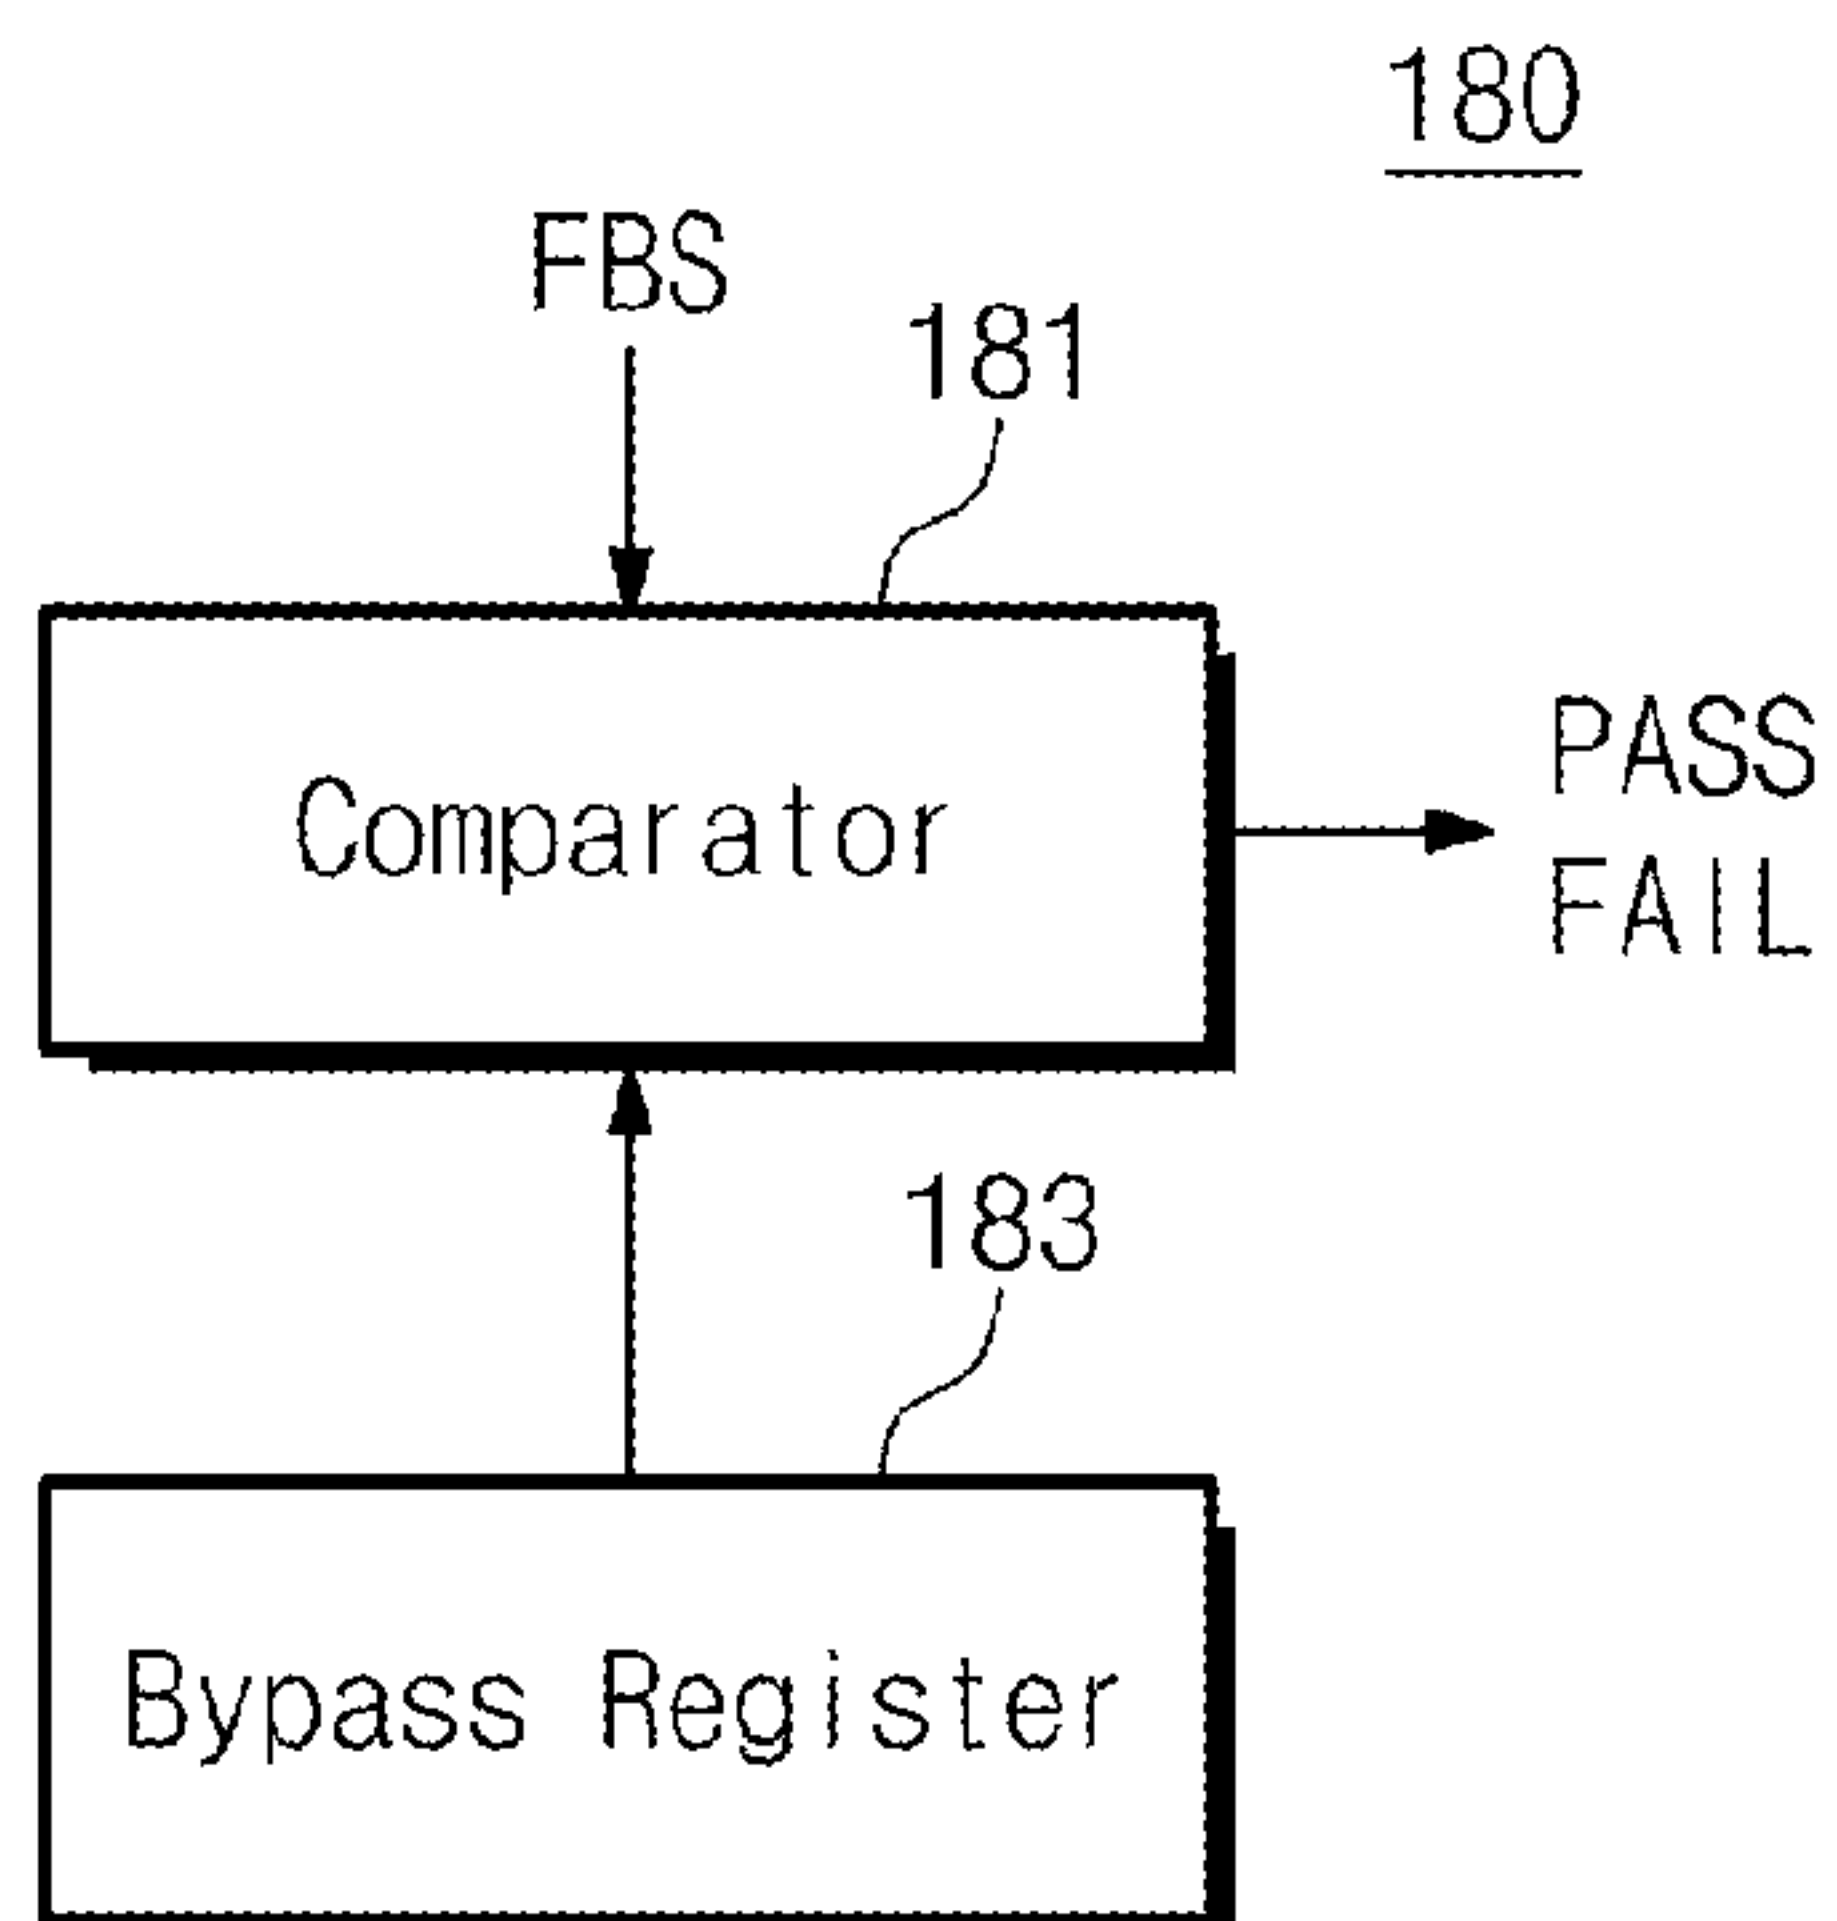 180
FBS
181
Comparator
PASS
FAIL
183
Bypass Register